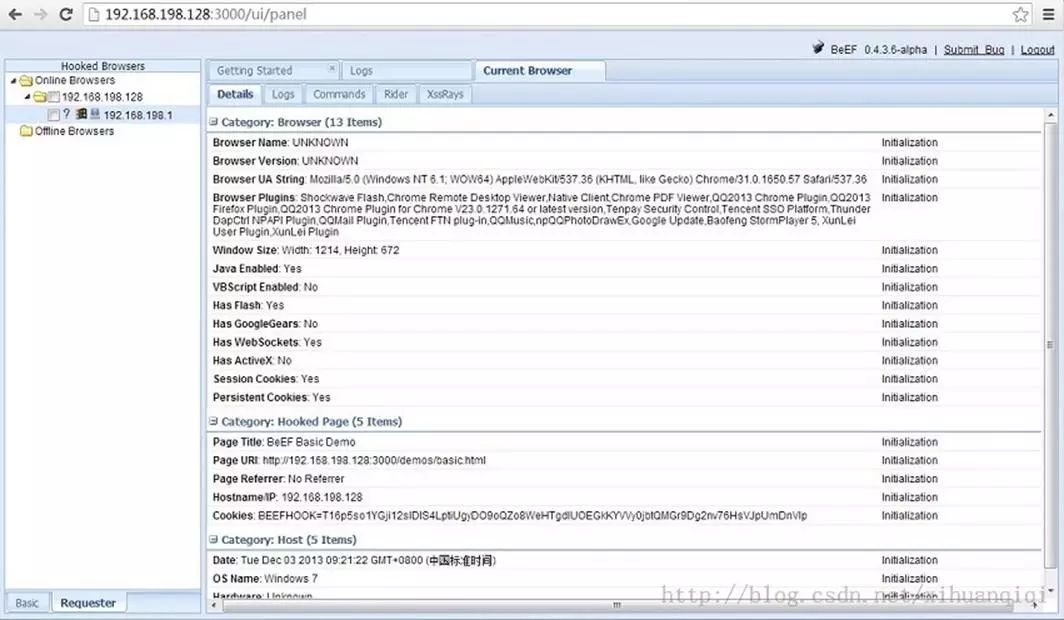 192.168.198.128:3000/ui/panel
BeEF 0.4.3.6-alpha | Submit Bug | Logout
Hooked Browsers
Online Browsers
192.168.198.128
? 192.168.198.1
Offline Browsers
Basic Requester
Getting Started Logs Current Browser
Details Logs Commands Rider XssRays
Category: Browser (13 Items)
Browser Name: UNKNOWN Initialization
Browser Version: UNKNOWN Initialization
Browser UA String: Mozilla/5.0 (Windows NT 6.1; WOW64) AppleWebKit/537.36 (KHTML, like Gecko) Chrome/31.0.1650.57 Safari/537.36 Initialization
Browser Plugins: Shockwave Flash,Chrome Remote Desktop Viewer,Native Client,Chrome PDF Viewer,QQ2013 Chrome Plugin,QQ2013 Initialization
Firefox Plugin,QQ2013 Chrome Plugin for Chrome V23.0.1271.64 or latest version,Tenpay Security Control,Tencent SSO Platform,Thunder
DapCtrl NPAPI Plugin,QQMail Plugin,Tencent FTN plug-in,QQMusic,npQQPhotoDrawEx,Google Update,Baofeng StormPlayer 5, XunLei
User Plugin,XunLei Plugin
Window Size: Width: 1214, Height: 672 Initialization
Java Enabled: Yes Initialization
VBScript Enabled: No Initialization
Has Flash: Yes Initialization
Has GoogleGears: No Initialization
Has WebSockets: Yes Initialization
Has ActiveX: No Initialization
Session Cookies: Yes Initialization
Persistent Cookies: Yes Initialization
Category: Hooked Page (5 Items)
Page Title: BeEF Basic Demo Initialization
Page URI: http://192.168.198.128:3000/demos/basic.html Initialization
Page Referrer: No Referrer Initialization
Hostname/IP: 192.168.198.128 Initialization
Cookies: Initialization
Category: Host (5 Items)
Date: Tue Dec 03 2013 09:21:22 GMT+0800 (中国标准时间) Initialization
OS Name: Windows 7 Initialization
Hardware: Unknown Initialization
http://blog.csdn.net/xihuanqiqi